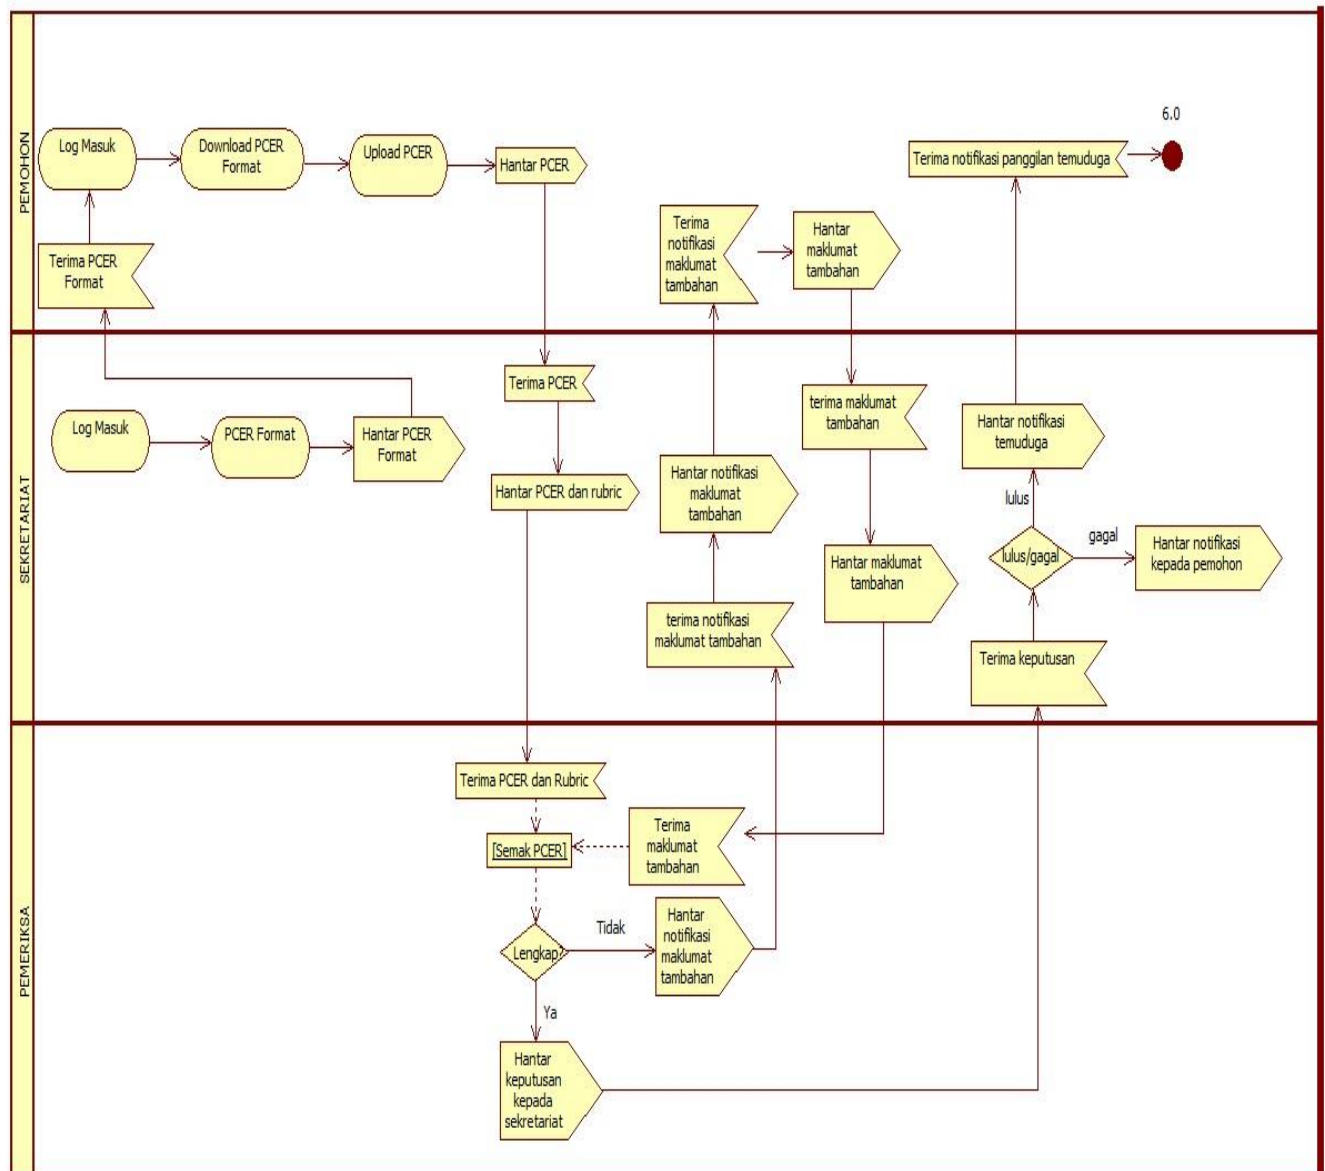 PEMOHON
Log Masuk
Download PCER
Format
Upload PCER
Hantar PCER
Terima PCER
Format
Terima
notifikasi
maklumat
tambahan
Hantar
maklumat
tambahan
Terima notifikasi panggilan temuduga
6.0
SEKRETARIAT
Log Masuk
PCER Format
Hantar PCER
Format
Terima PCER
Hantar PCER dan rubric
Hantar notifikasi
maklumat
tambahan
terima notifikasi
maklumat tambahan
terima maklumat
tambahan
Hantar maklumat
tambahan
Hantar notifikasi
temuduga
lulus
lulus/gagal
gagal
Hantar notifikasi
kepada pemohon
Terima keputusan
PEMERIKSA
Terima PCER dan Rubric
[Semak PCER]
Terima
maklumat
tambahan
Lengkap?
Tidak
Hantar
notifikasi
maklumat
tambahan
Ya
Hantar
keputusan
kepada
sekretariat